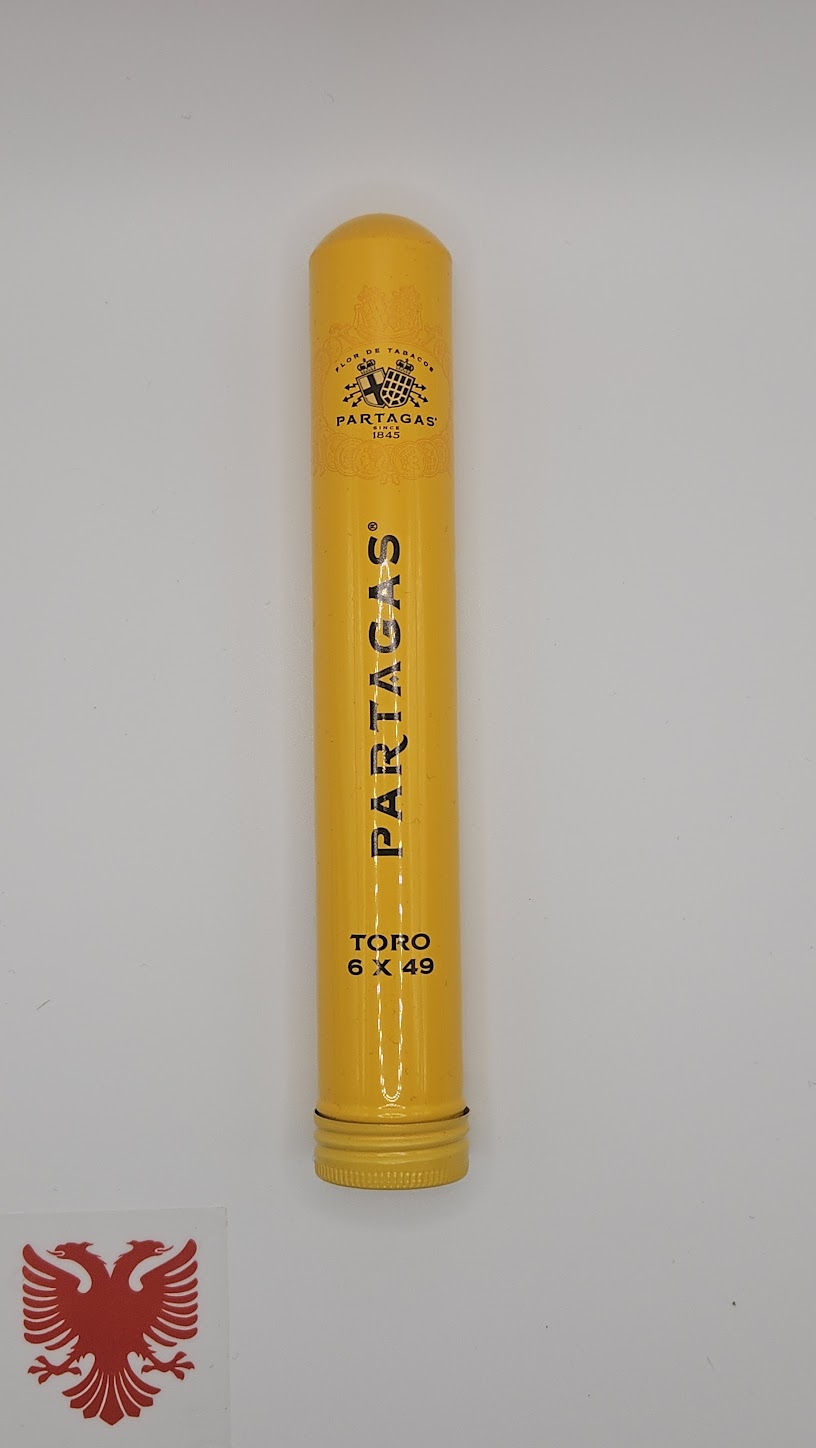 FLOR DE TABACOS
PARTAGAS®
SINCE
1845
PARTAGAS®
TORO
6 X 49